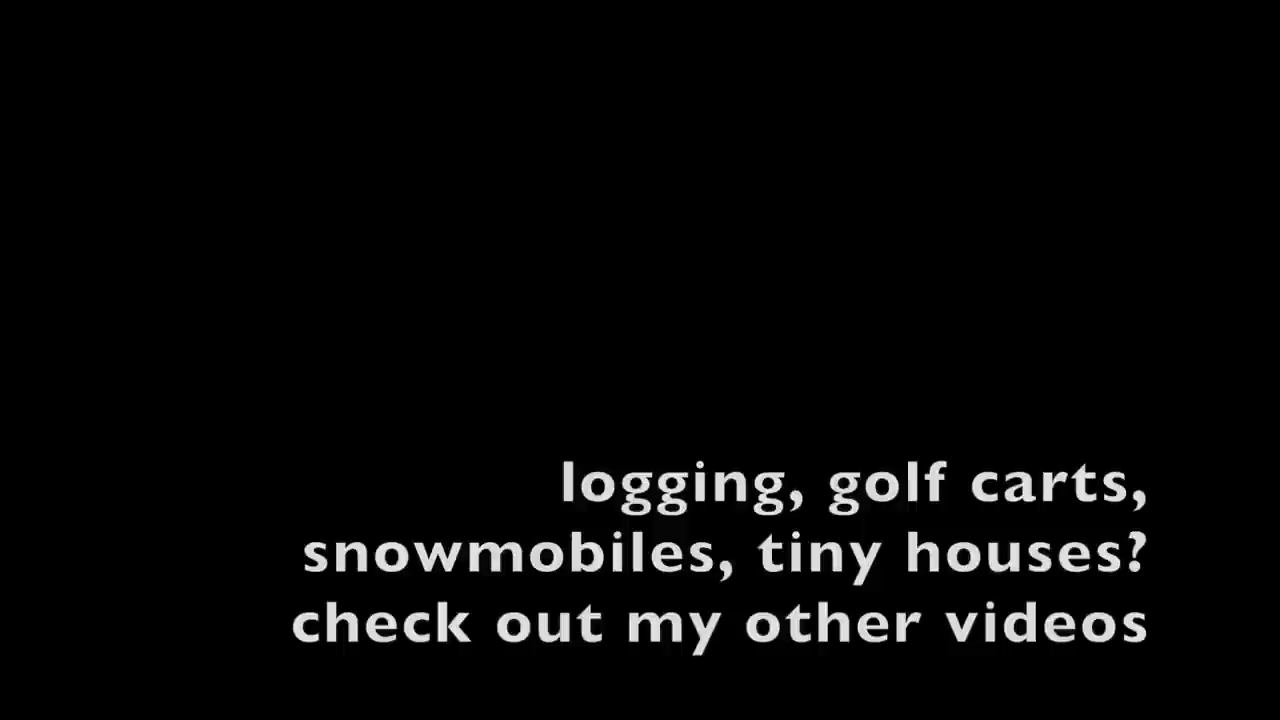 logging, golf carts,
snowmobiles, tiny houses?
check out my other videos